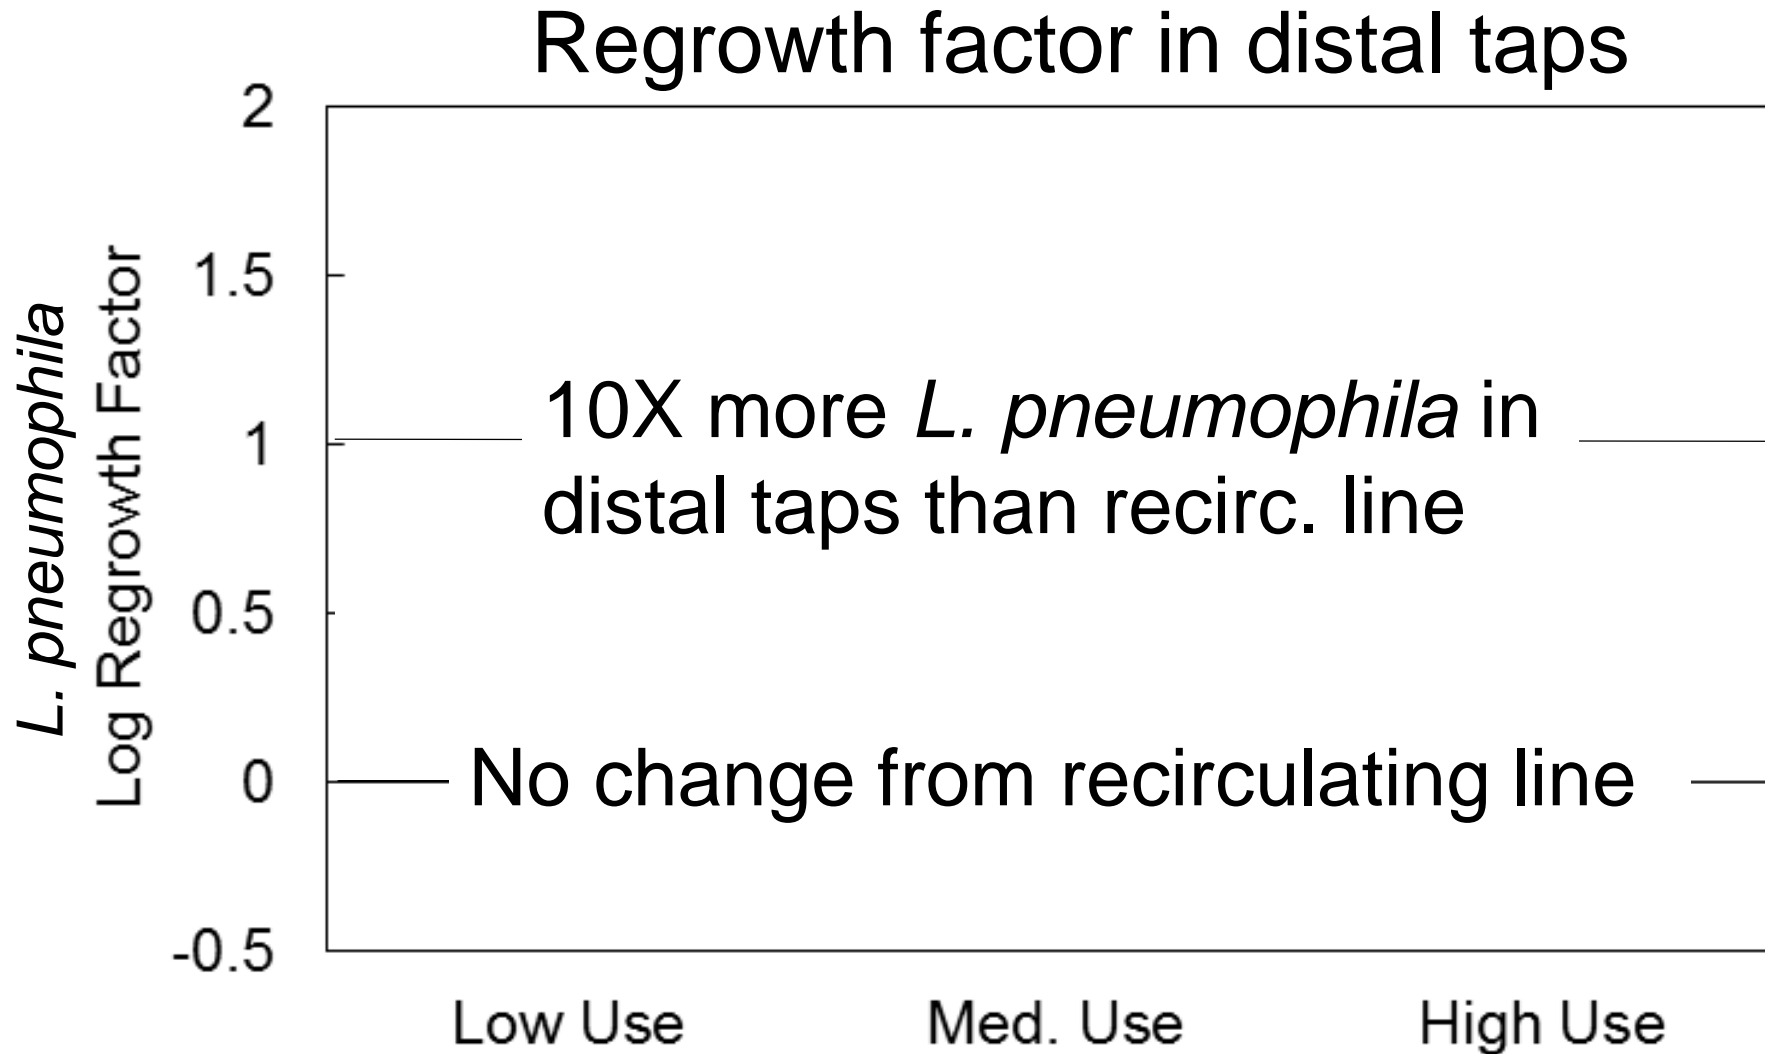 Regrowth factor in distal taps
L. pneumophila
Log Regrowth Factor
2
1.5
1
0.5
0
-0.5
10X more L. pneumophila in
distal taps than recirc. line
No change from recirculating line
Low Use
Med. Use
High Use